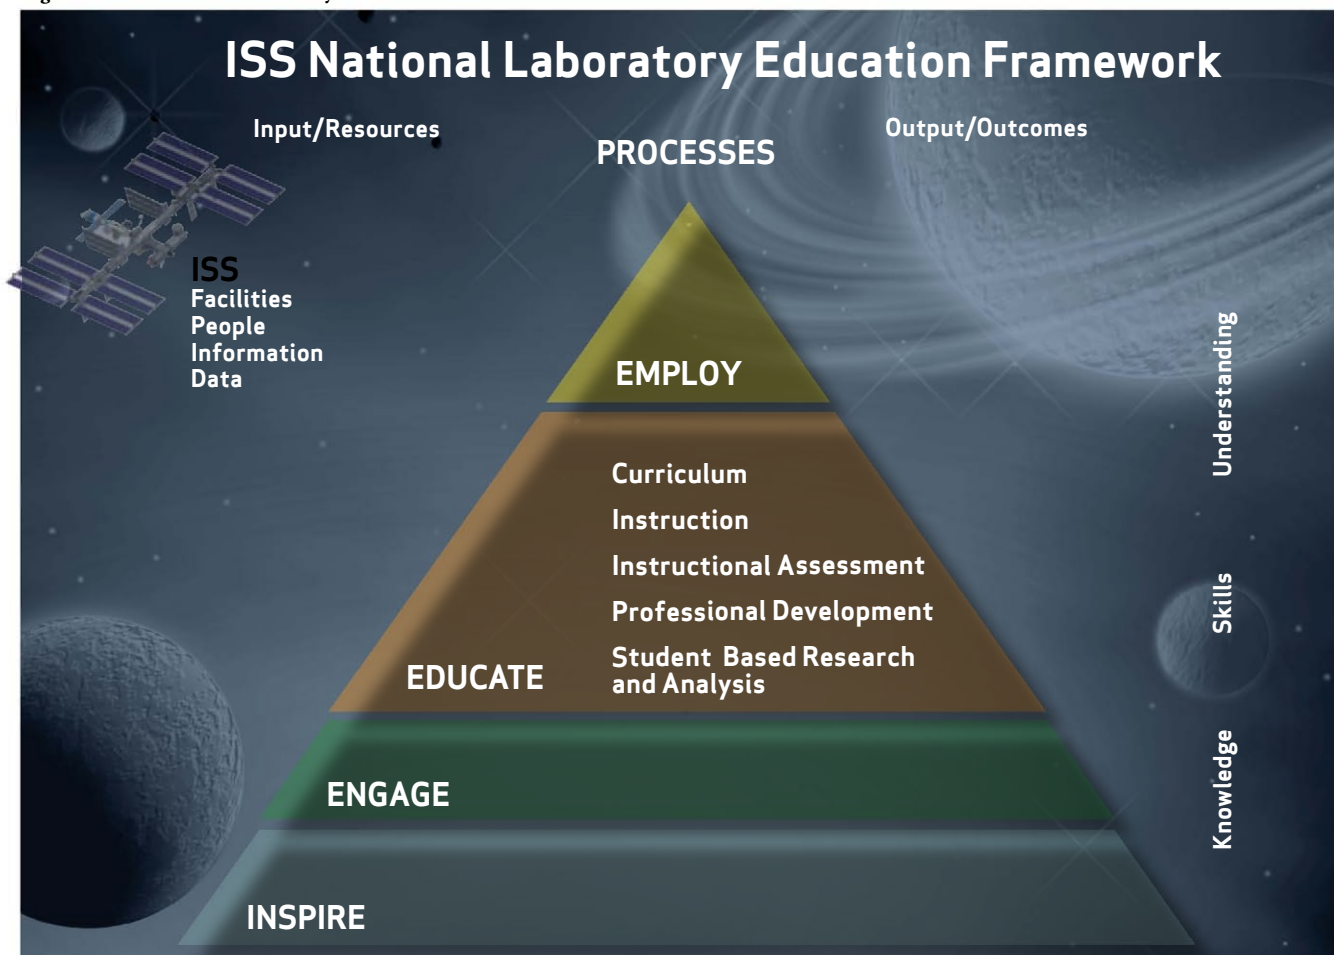 ISS National Laboratory Education Framework
Input/Resources
PROCESSES
Output/Outcomes
ISS
Facilities
People
Information
Data
EMPLOY
Curriculum
Instruction
Instructional Assessment
Professional Development
Student Based Research
and Analysis
EDUCATE
ENGAGE
INSPIRE
Understanding
Skills
Knowledge